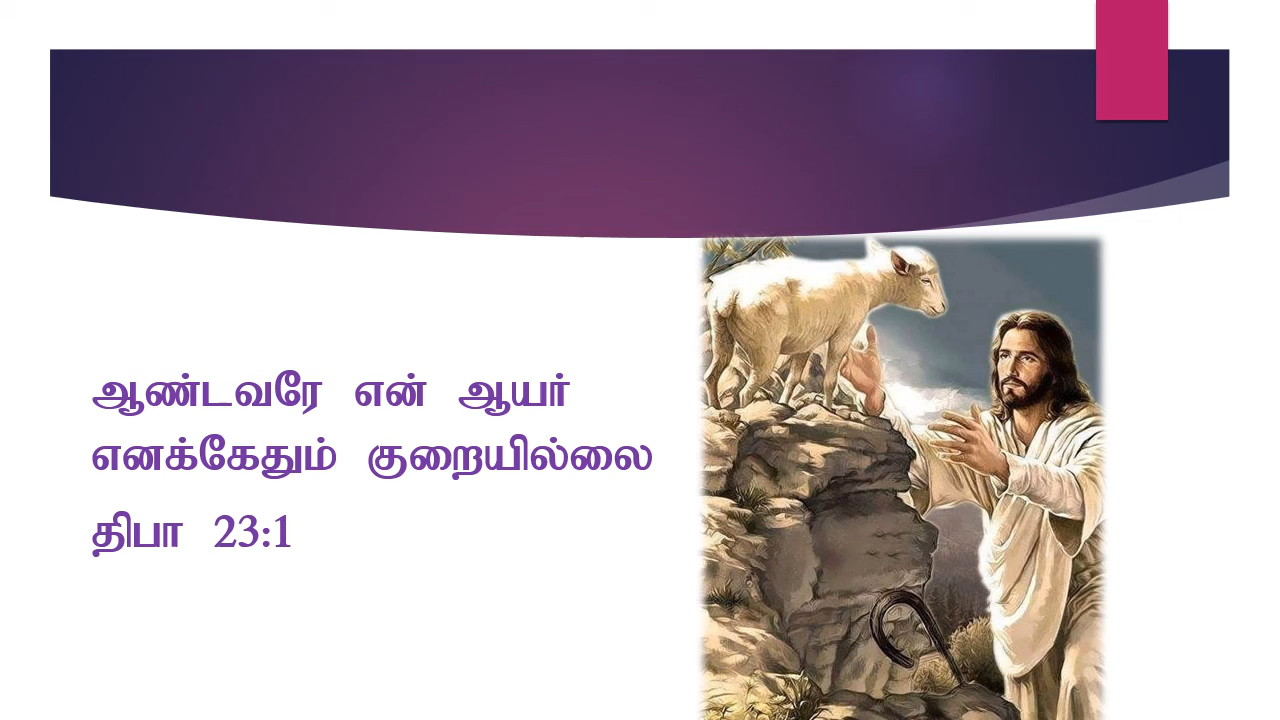 ஆண்டவரே என் ஆயர்
எனக்கேதும் குறையில்லை
திபா 23:1